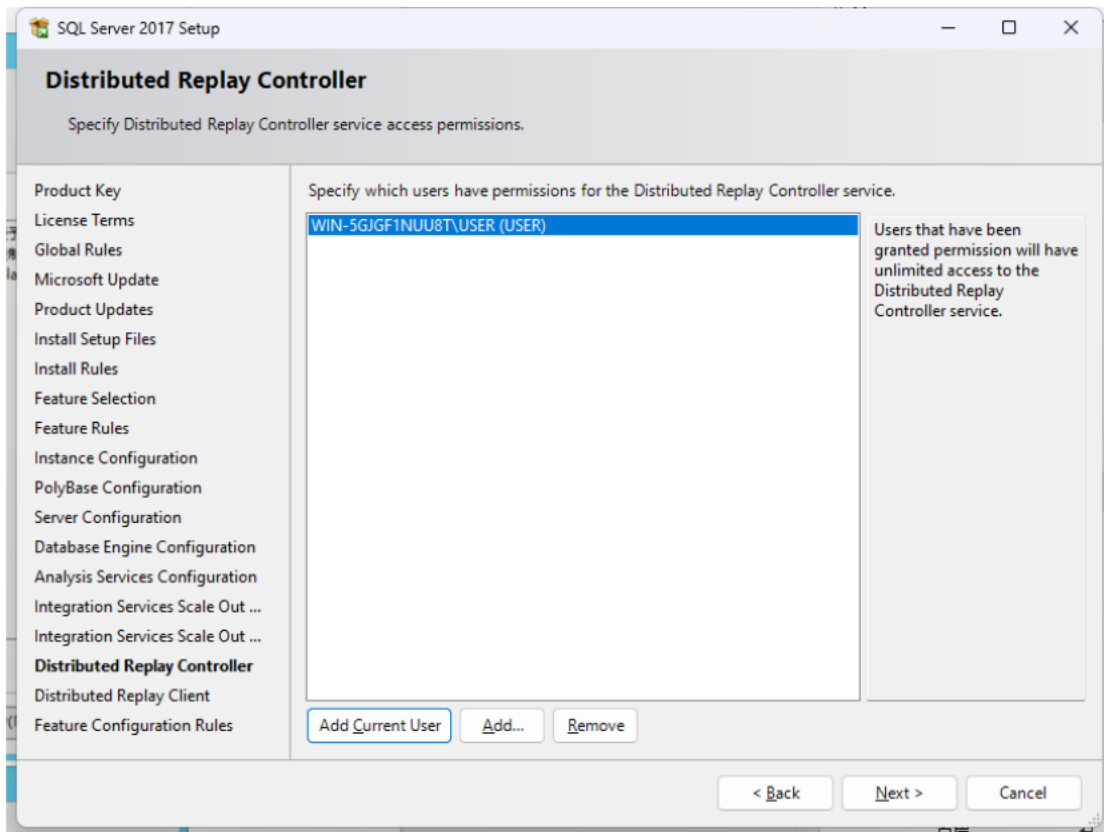 SQL Server 2017 Setup
Distributed Replay Controller
Specify Distributed Replay Controller service access permissions.
Product Key
License Terms
Global Rules
Microsoft Update
Product Updates
Install Setup Files
Install Rules
Feature Selection
Feature Rules
Instance Configuration
PolyBase Configuration
Server Configuration
Database Engine Configuration
Analysis Services Configuration
Integration Services Scale Out ...
Integration Services Scale Out ...
Distributed Replay Controller
Distributed Replay Client
Feature Configuration Rules
Specify which users have permissions for the Distributed Replay Controller service.
WIN-5GJGF1NUU8T\USER (USER)
Users that have been
granted permission will have
unlimited access to the
Distributed Replay
Controller service.
Add Current User
Add...
Remove
< Back
Next >
Cancel